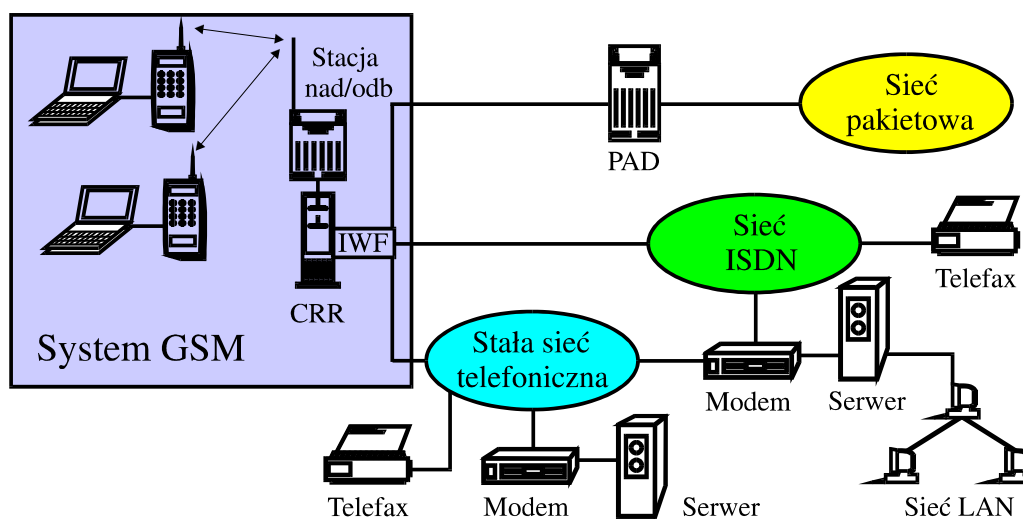 Stacja
nad/odb
Sieć
pakietowa
PAD
IWF
Sieć
ISDN
Telefax
CRR
System GSM
Stała sieć
telefoniczna
Modem
Serwer
Telefax
Modem
Serwer
Sieć LAN